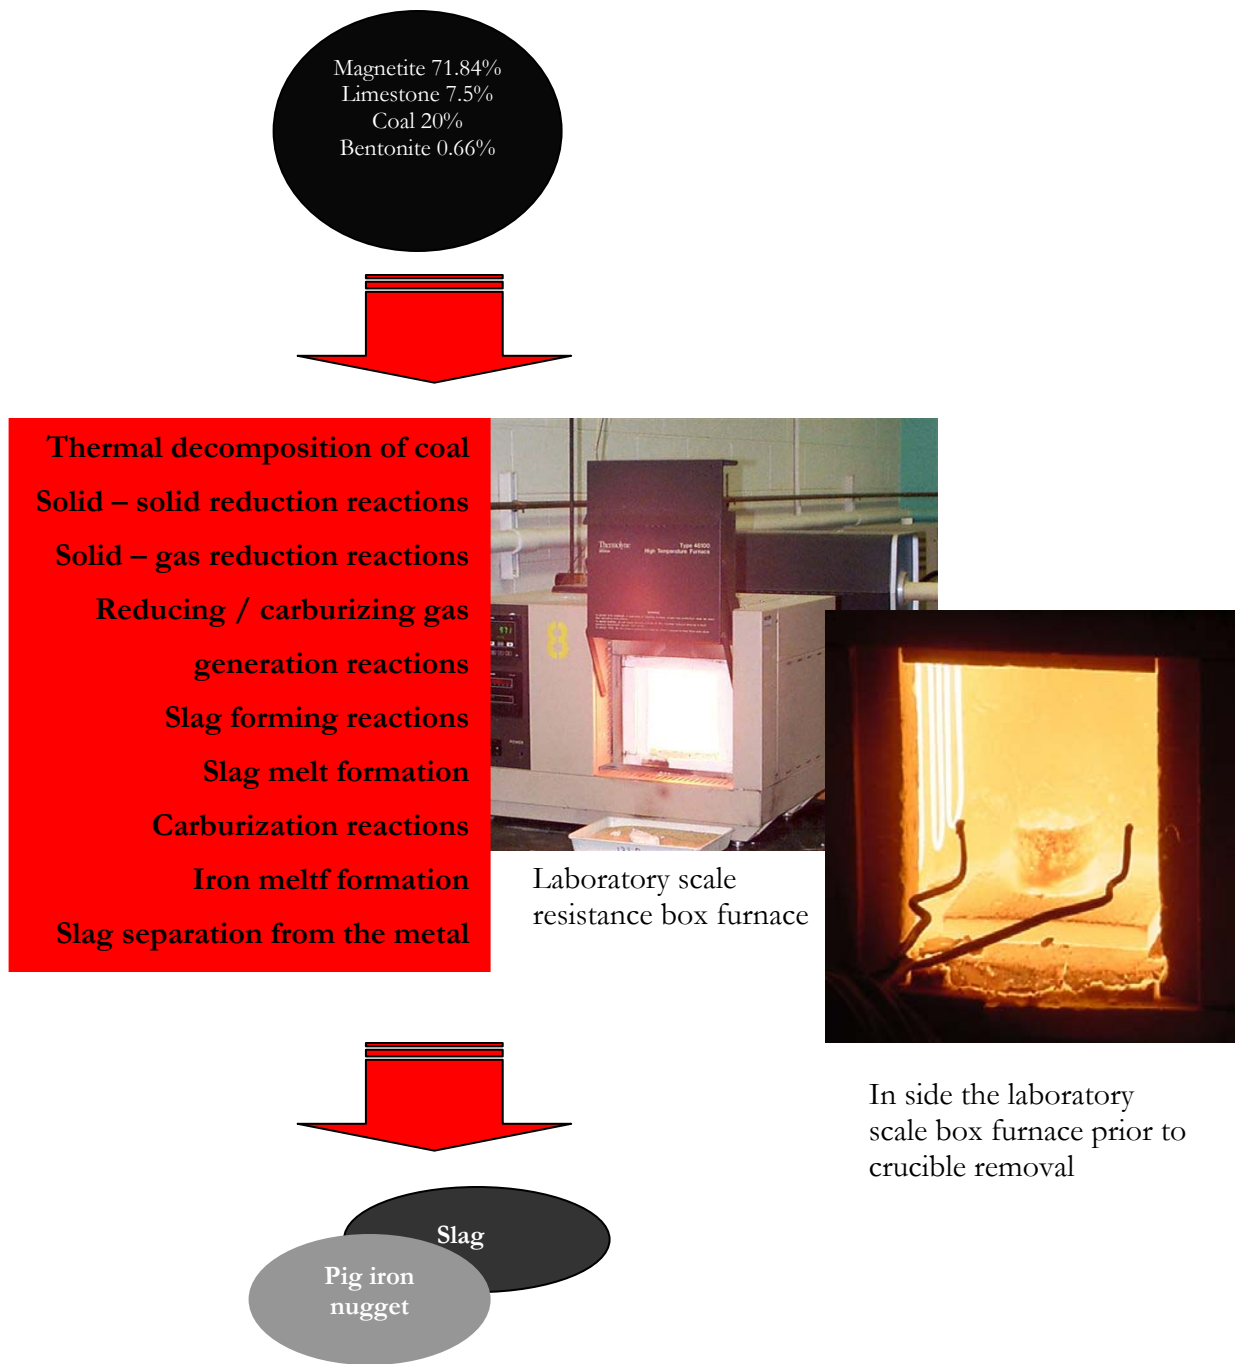 Magnetite 71.84%
Limestone 7.5%
Coal 20%
Bentonite 0.66%
Thermal decomposition of coal
Solid – solid reduction reactions
Solid – gas reduction reactions
Reducing / carburizing gas
generation reactions
Slag forming reactions
Slag melt formation
Carburization reactions
Iron meltf formation
Slag separation from the metal
Thermolyne
Type 46100
High Temperature Furnace
8
POWER
Laboratory scale
resistance box furnace
In side the laboratory
scale box furnace prior to
crucible removal
Slag
Pig iron
nugget